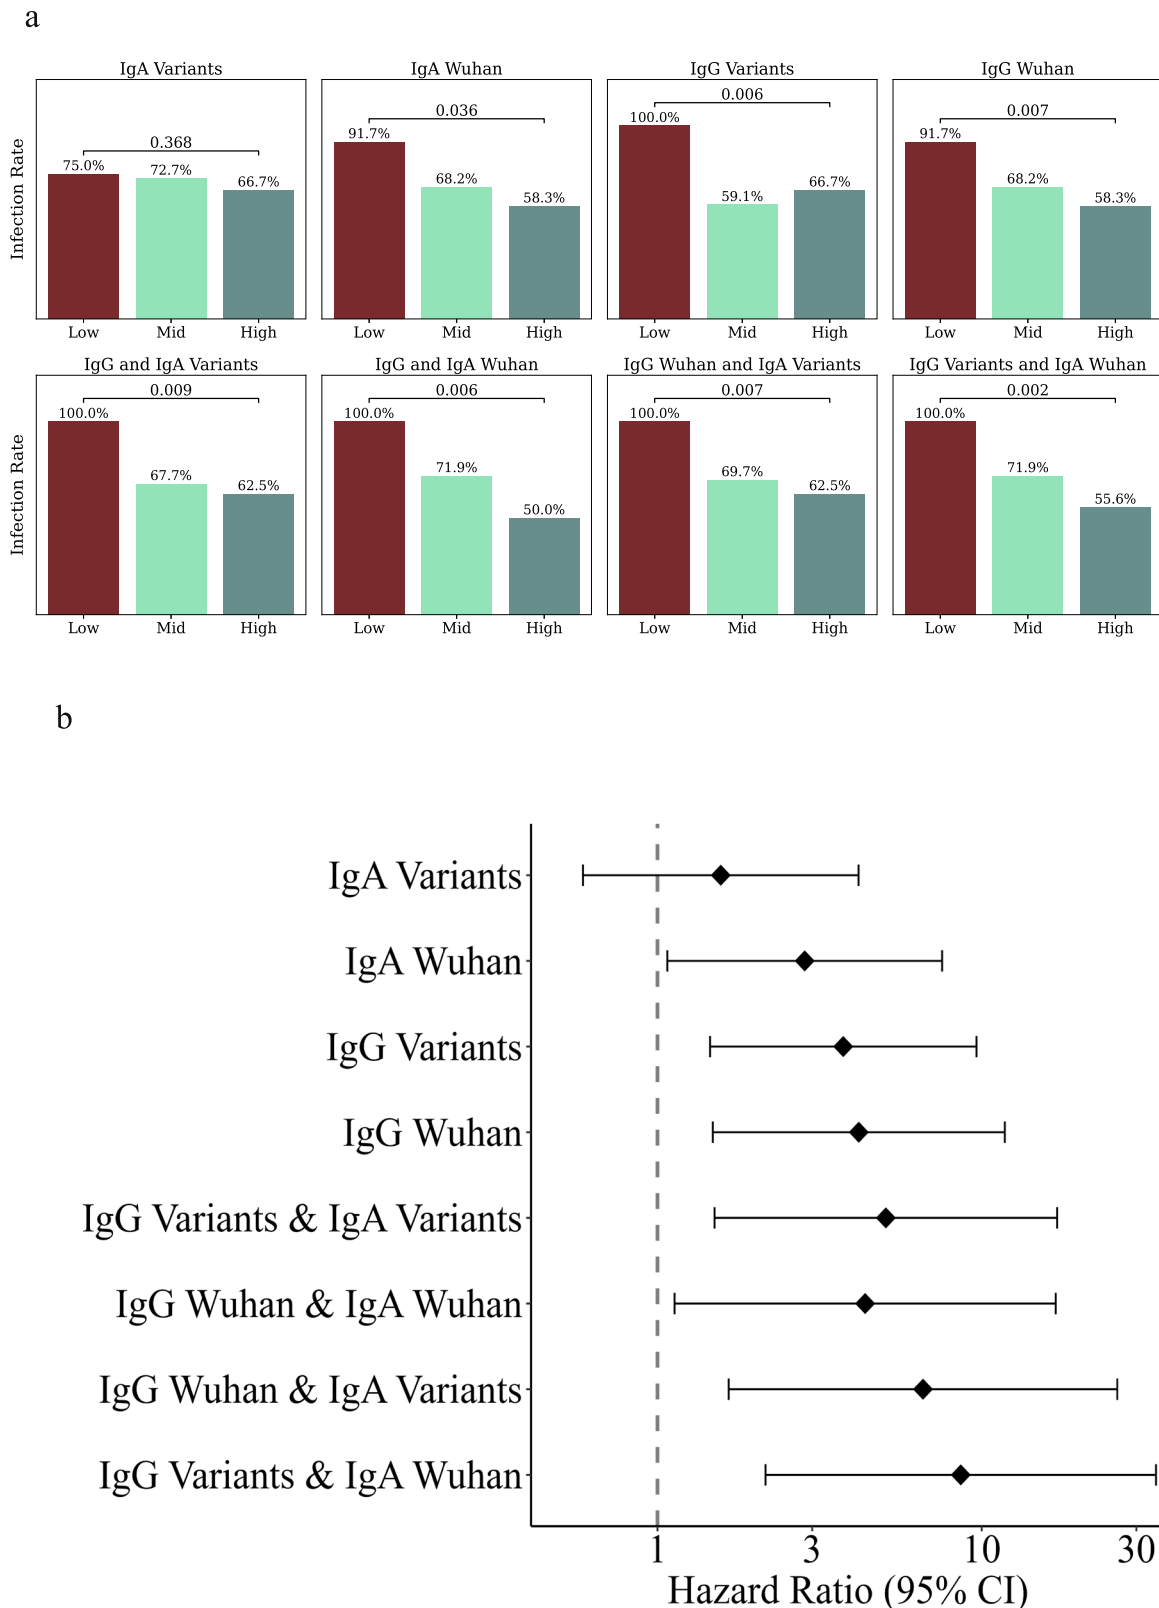 a
IgA Variants
IgA Wuhan
IgG Variants
IgG Wuhan
Infection Rate
0.368
75.0%
72.7%
66.7%
Low
Mid
High
0.036
91.7%
68.2%
58.3%
Low
Mid
High
0.006
100.0%
59.1%
66.7%
Low
Mid
High
0.007
91.7%
68.2%
58.3%
Low
Mid
High
IgG and IgA Variants
IgG and IgA Wuhan
IgG Wuhan and IgA Variants
IgG Variants and IgA Wuhan
Infection Rate
0.009
100.0%
67.7%
62.5%
Low
Mid
High
0.006
100.0%
71.9%
50.0%
Low
Mid
High
0.007
100.0%
69.7%
62.5%
Low
Mid
High
0.002
100.0%
71.9%
55.6%
Low
Mid
High
b
IgA Variants
IgA Wuhan
IgG Variants
IgG Wuhan
IgG Variants & IgA Variants
IgG Wuhan & IgA Wuhan
IgG Wuhan & IgA Variants
IgG Variants & IgA Wuhan
1 3 10 30
Hazard Ratio (95% CI)